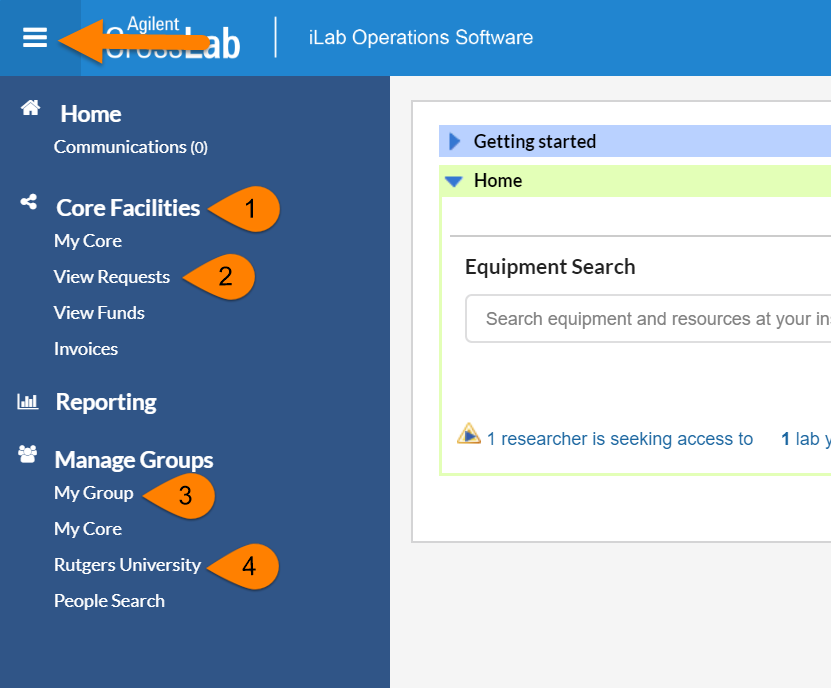 Agilent
CrossLab
iLab Operations Software
Home
Communications (0)
Core Facilities
1
My Core
View Requests
2
View Funds
Invoices
Reporting
Manage Groups
My Group
3
My Core
Rutgers University
4
People Search
Getting started
Home
Equipment Search
Search equipment and resources at your in
1 researcher is seeking access to
1 lab y